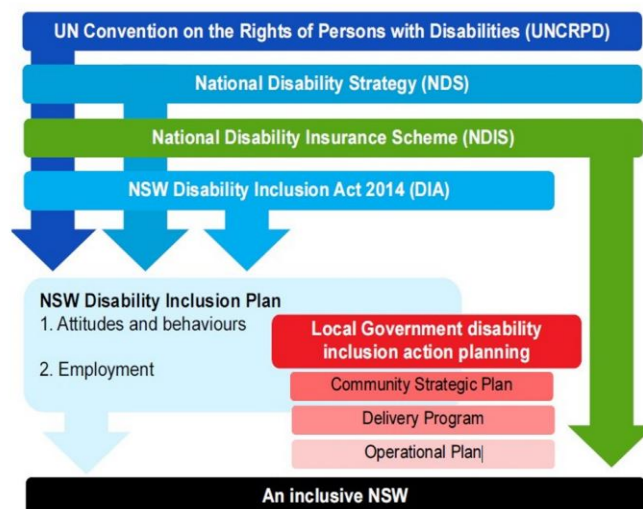 UN Convention on the Rights of Persons with Disabilities (UNCRPD)
National Disability Strategy (NDS)
National Disability Insurance Scheme (NDIS)
NSW Disability Inclusion Act 2014 (DIA)
NSW Disability Inclusion Plan
1. Attitudes and behaviours
2. Employment
Local Government disability
inclusion action planning
Community Strategic Plan
Delivery Program
Operational Plan
An inclusive NSW